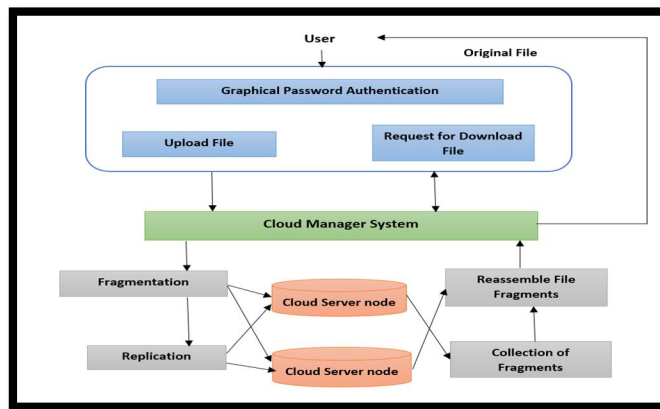 User
Original File
Graphical Password Authentication
Upload File
Request for Download
File
Cloud Manager System
Fragmentation
Cloud Server node
Reassemble File
Fragments
Replication
Cloud Server node
Collection of
Fragments